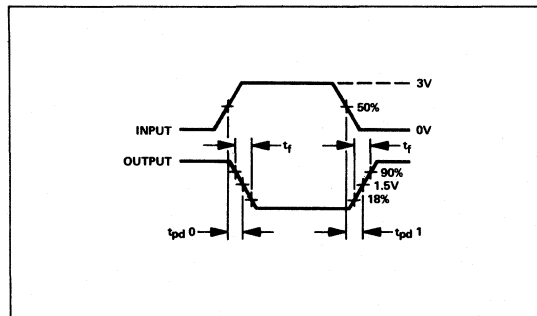 3V
50%
INPUT
0V
tf
tf
OUTPUT
90%
1.5V
18%
tpd 0
tpd 1